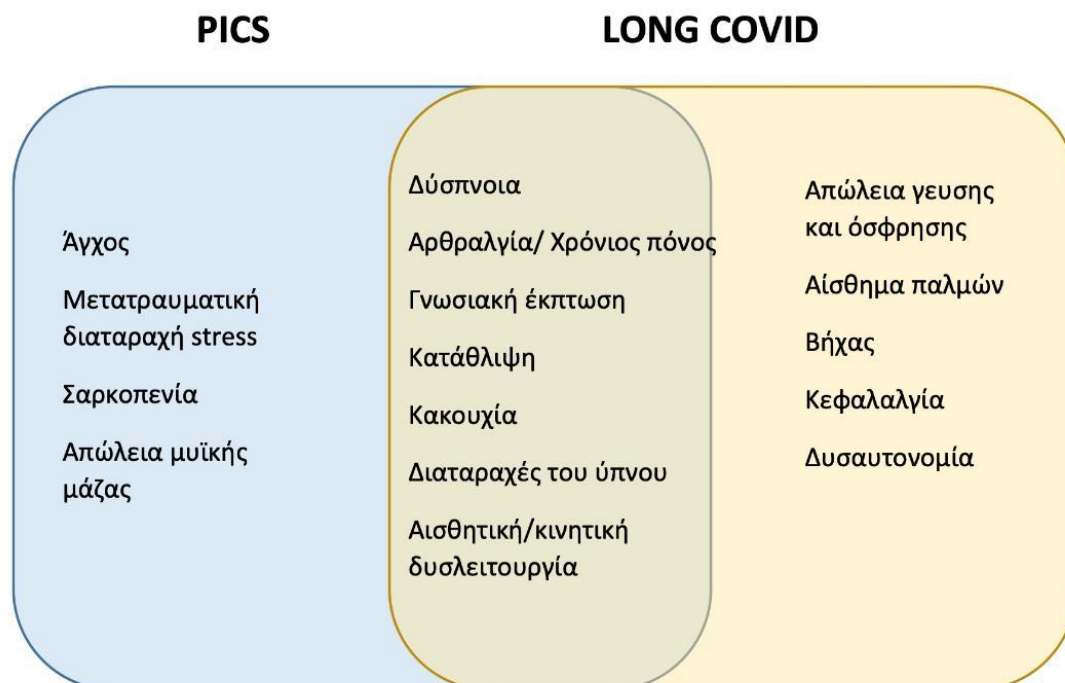 PICS
LONG COVID
Άγχος
Μετατραυματική
διαταραχή stress
Σαρκοπενία
Απώλεια μυϊκής
μάζας
Δύσπνοια
Αρθραλγία/ Χρόνιος πόνος
Γνωσιακή έκπτωση
Κατάθλιψη
Κακουχία
Διαταραχές του ύπνου
Αισθητική/κινητική
δυσλειτουργία
Απώλεια γευσης
και όσφρησης
Αίσθημα παλμών
Βήχας
Κεφαλαλγία
Δυσαυτονομία